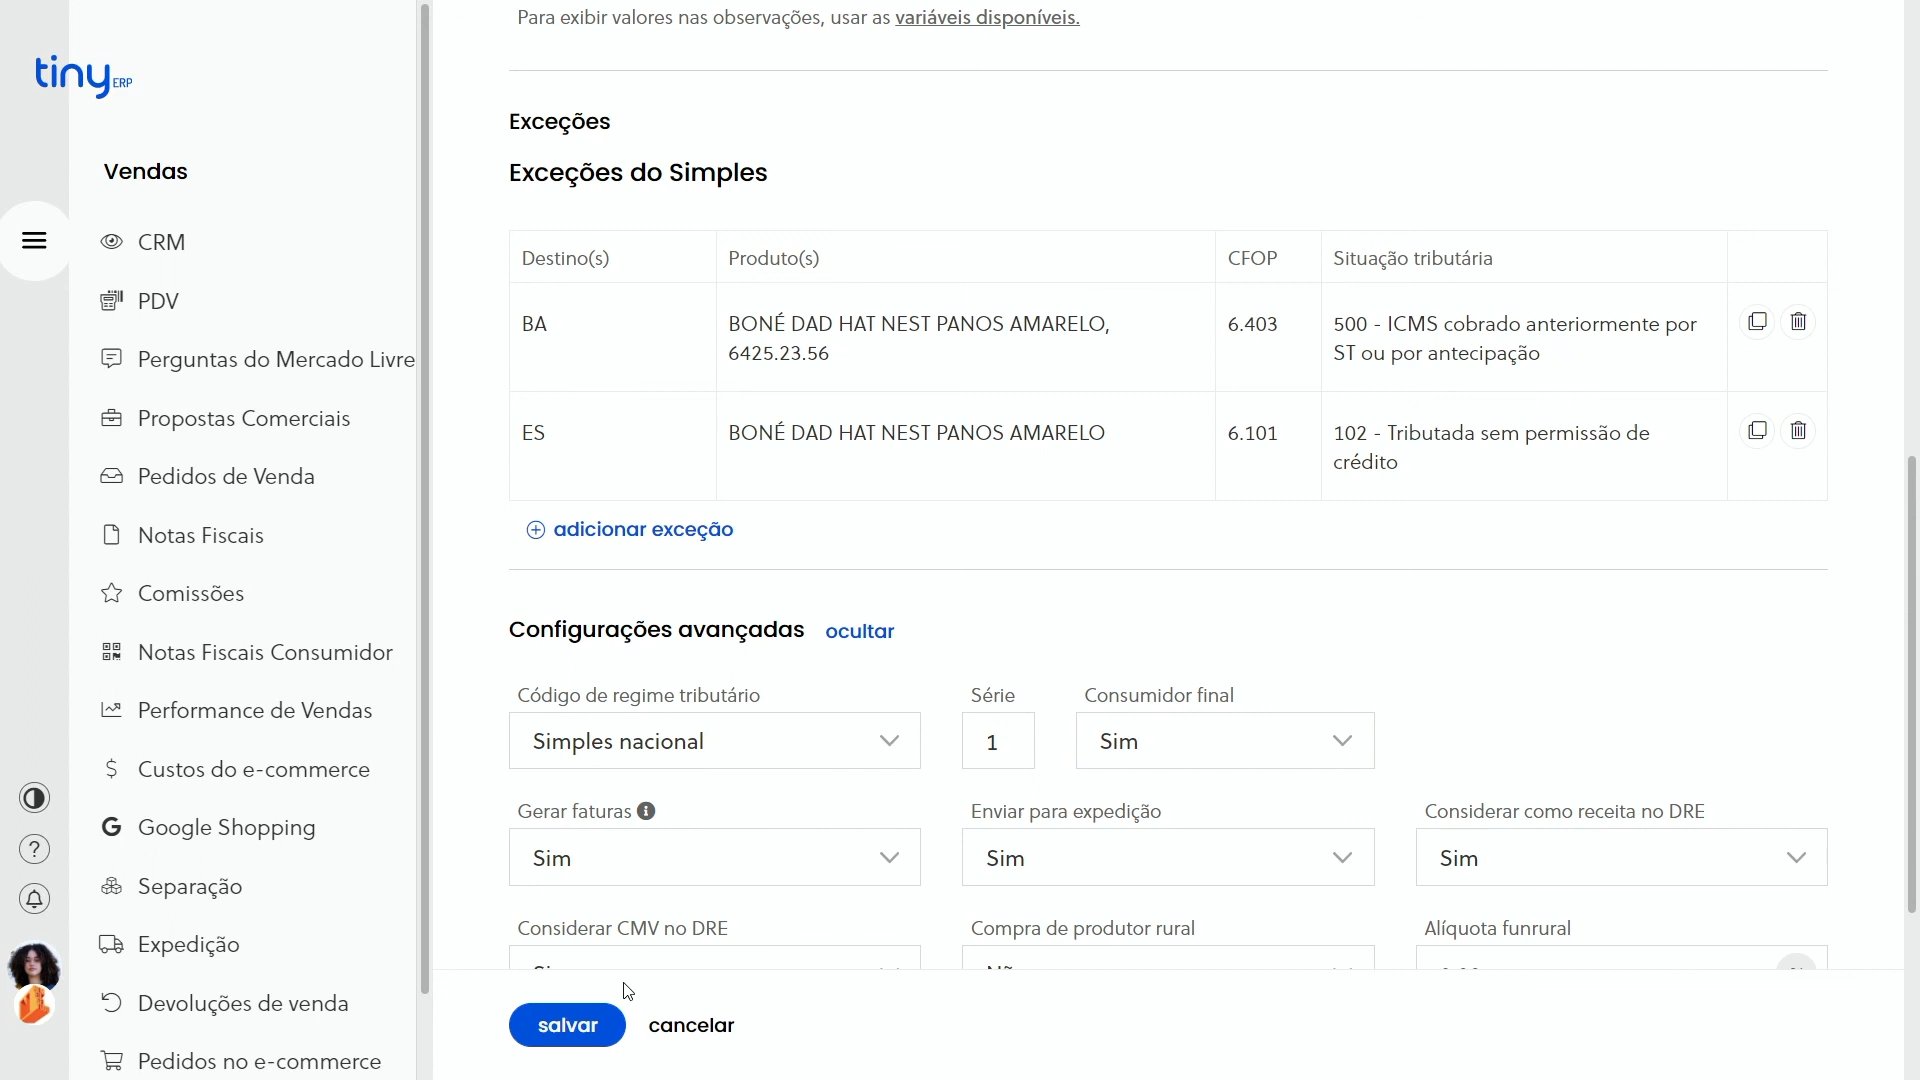 tiny ERP
Vendas
CRM
PDV
Perguntas do Mercado Livre
Propostas Comerciais
Pedidos de Venda
Notas Fiscais
Comissões
Notas Fiscais Consumidor
Performance de Vendas
Custos do e-commerce
Google Shopping
Separação
Expedição
Devoluções de venda
Pedidos no e-commerce
Para exibir valores nas observações, usar as variáveis disponíveis.
Exceções
Exceções do Simples
Destino(s) Produto(s) CFOP Situação tributária
BA BONÉ DAD HAT NEST PANOS AMARELO, 6.403 500 - ICMS cobrado anteriormente por
6425.23.56 ST ou por antecipação
ES BONÉ DAD HAT NEST PANOS AMARELO 6.101 102 - Tributada sem permissão de
crédito
adicionar exceção
Configurações avançadas ocultar
Código de regime tributário Série Consumidor final
Simples nacional 1 Sim
Gerar faturas Enviar para expedição Considerar como receita no DRE
Sim Sim Sim
Considerar CMV no DRE Compra de produtor rural Alíquota funrural
salvar cancelar